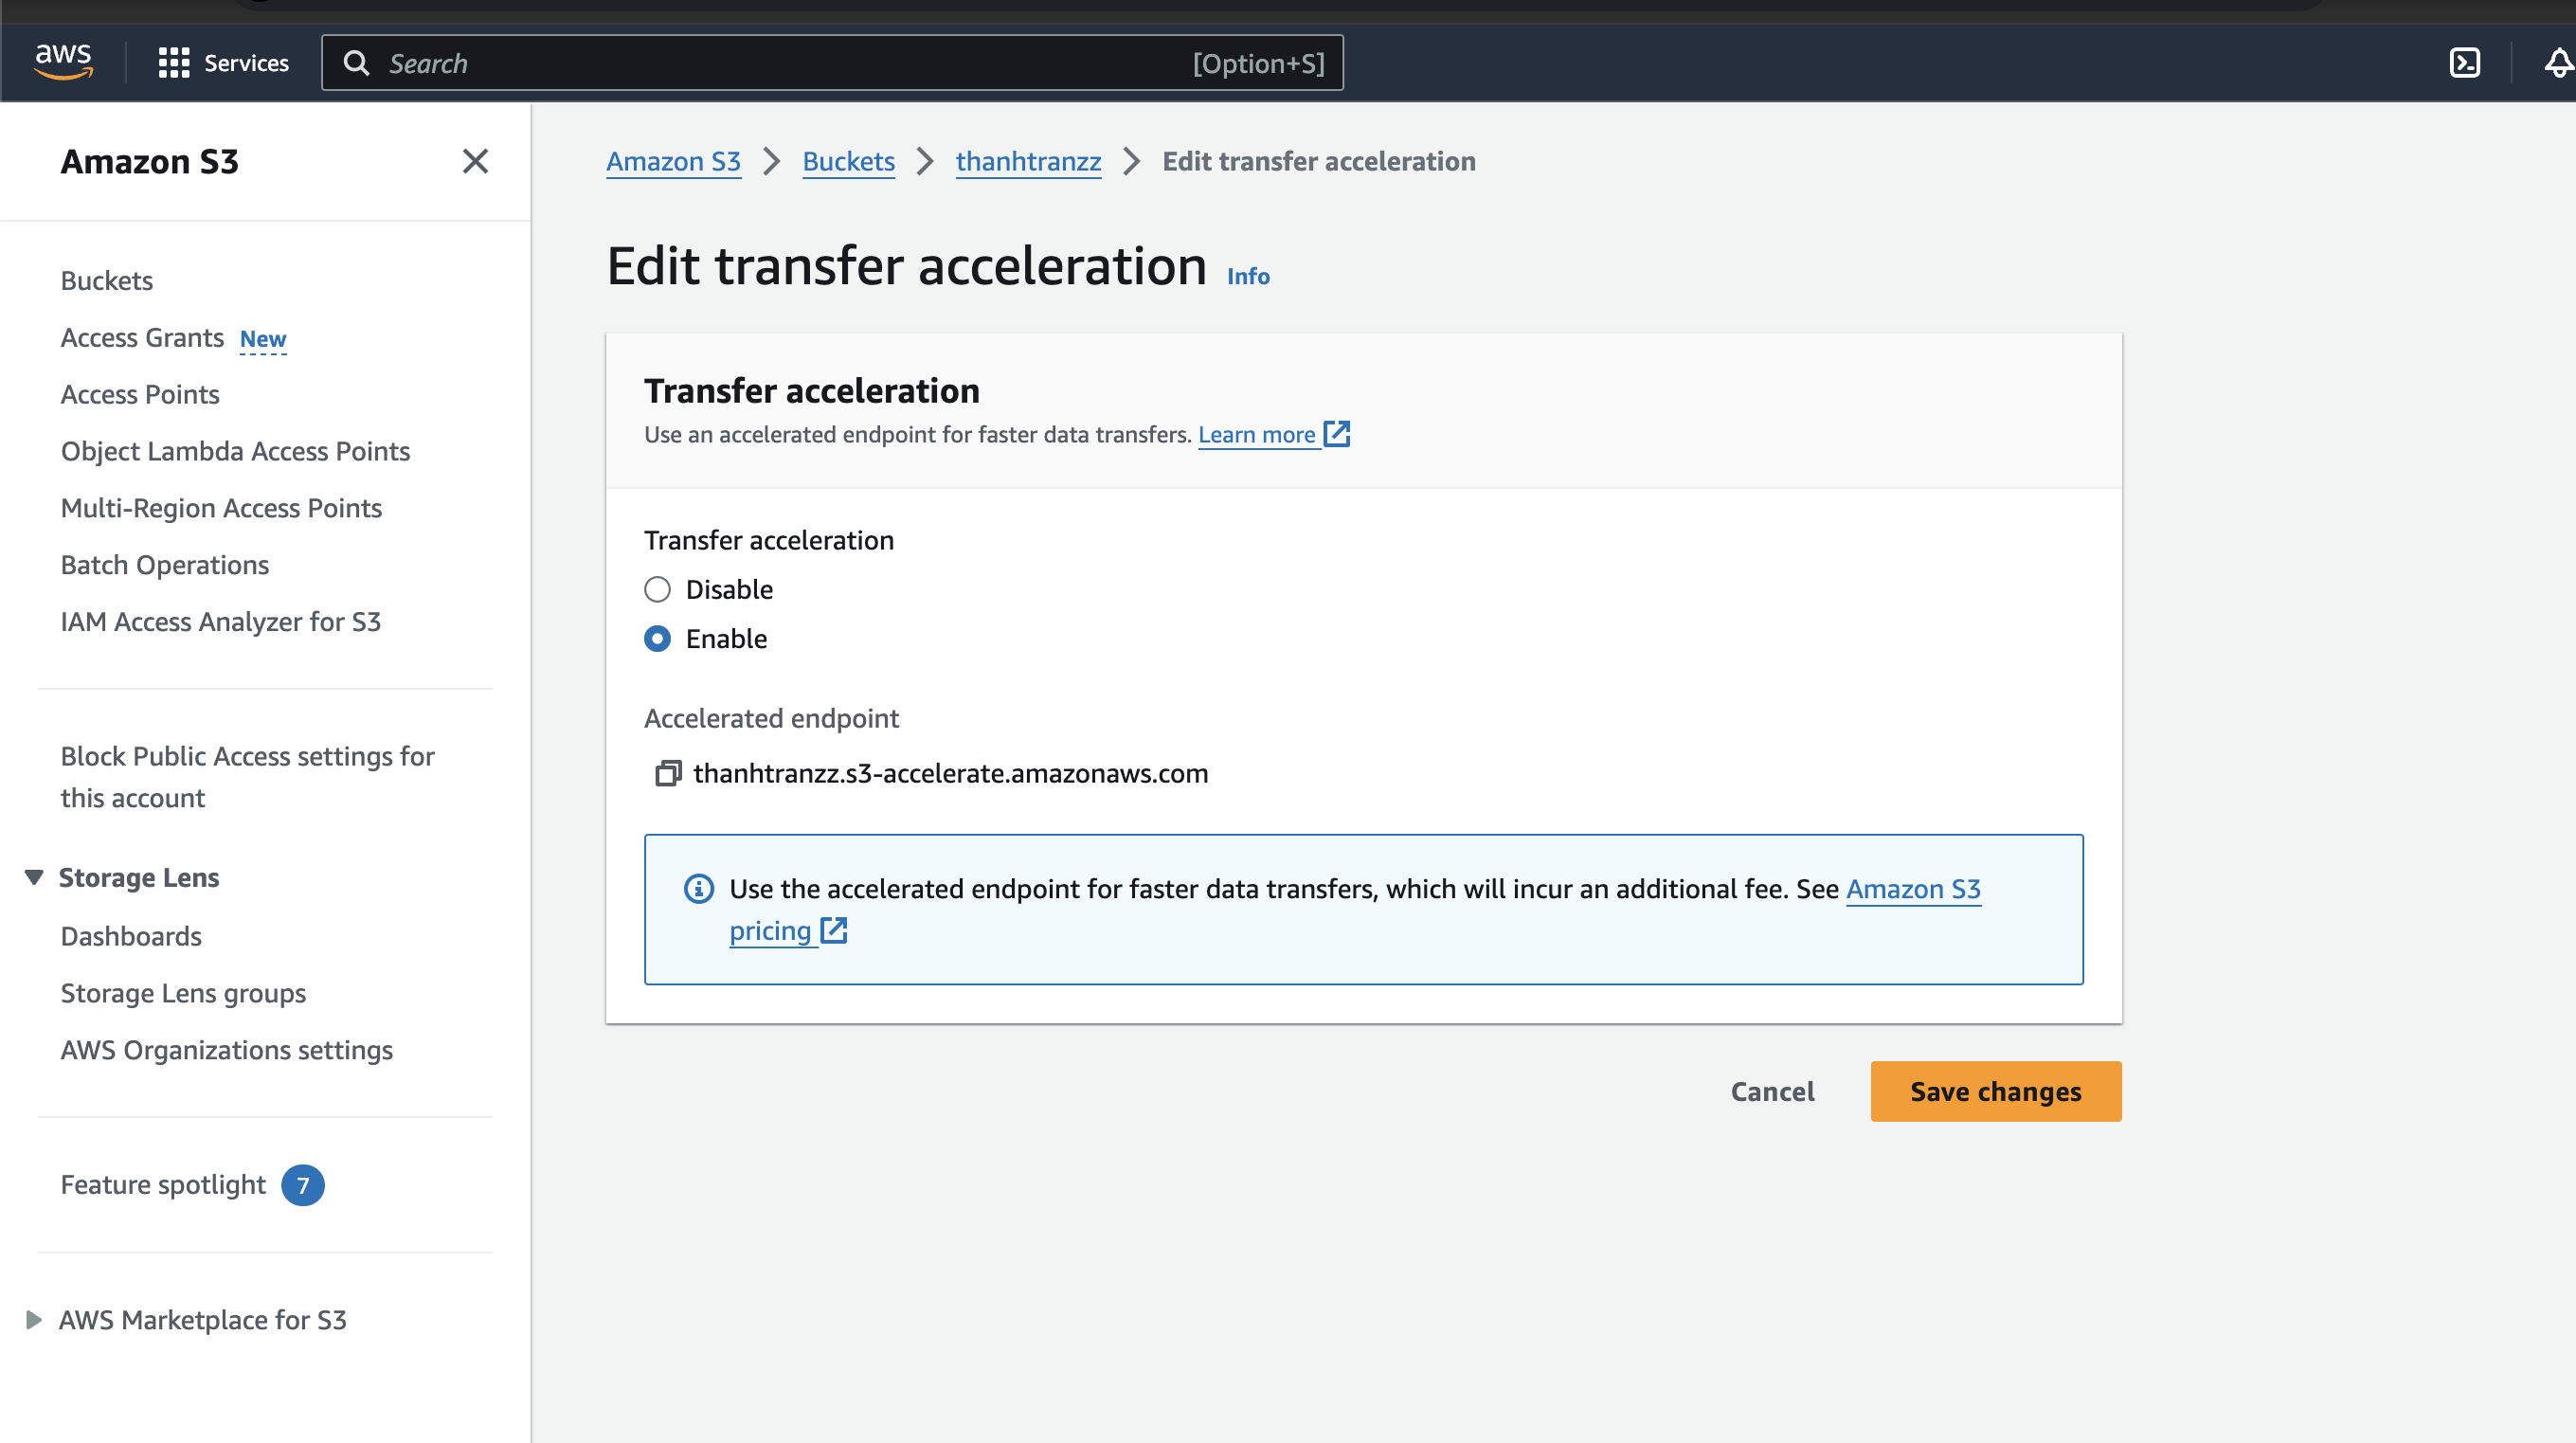 aws
Services
Search
[Option+S]
Amazon S3
Buckets
Access Grants New
Access Points
Object Lambda Access Points
Multi-Region Access Points
Batch Operations
IAM Access Analyzer for S3
Block Public Access settings for
this account
Storage Lens
Dashboards
Storage Lens groups
AWS Organizations settings
Feature spotlight 7
AWS Marketplace for S3
Amazon S3 > Buckets > thanhtranzz > Edit transfer acceleration
Edit transfer acceleration Info
Transfer acceleration
Use an accelerated endpoint for faster data transfers. Learn more
Transfer acceleration
Disable
Enable
Accelerated endpoint
thanhtranzz.s3-accelerate.amazonaws.com
Use the accelerated endpoint for faster data transfers, which will incur an additional fee. See Amazon S3
pricing
Cancel
Save changes